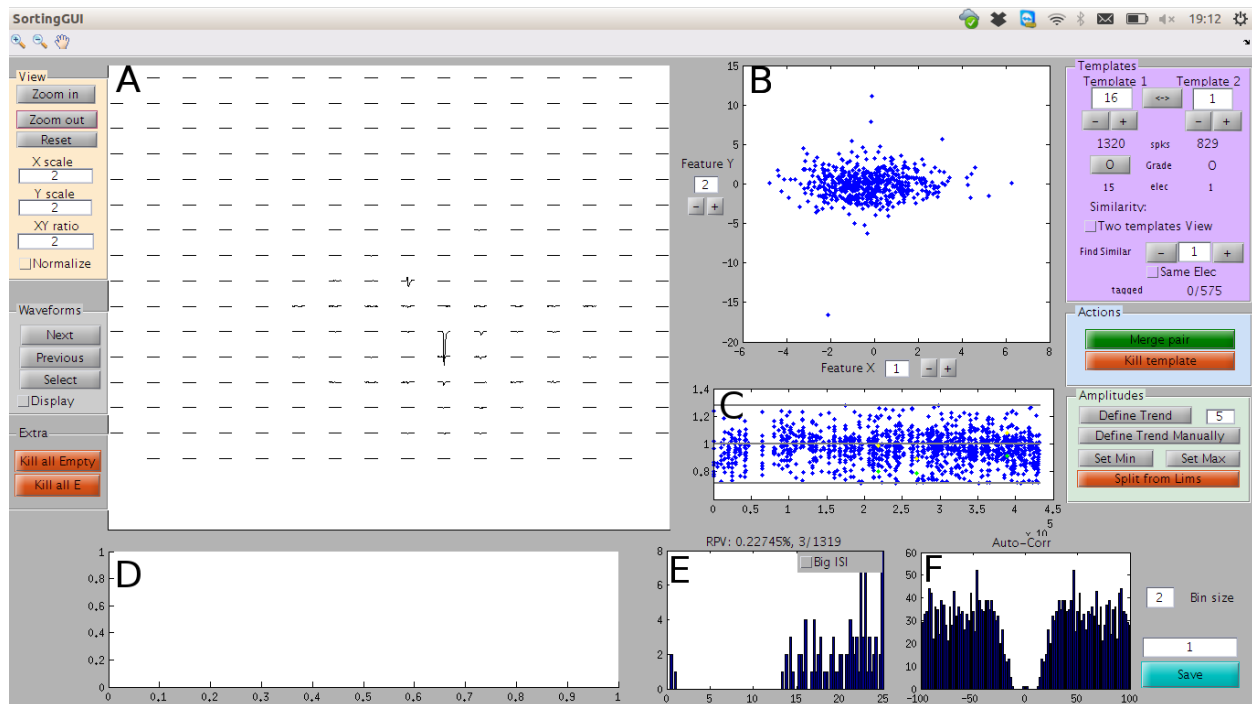 SortingGUI 19:12
View
Zoom in
Zoom out
Reset
X scale
2
Y scale
2
XY ratio
2
Normalize
Waveforms
Next
Previous
Select
Display
Extra
Kill all Empty
Kill all E
A
B
15
10
5
0
-5
-10
-15
-20
-6 -4 -2 0 2 4 6 8
Feature Y
2
- +
Feature X 1 - +
C
1.4
1.2
1
0.8
0 0.5 1 1.5 2 2.5 3 3.5 4 4.5
x 10
5
D
1
0.8
0.6
0.4
0.2
0
0 0.1 0.2 0.3 0.4 0.5 0.6 0.7 0.8 0.9 1
RPV: 0.22745%, 3/1319
E
Big ISI
8
6
4
2
0
0 5 10 15 20 25
Auto-Corr
F
60
50
40
30
20
10
0
-100 -50 0 50 100
Templates
Template 1 Template 2
16 <-> 1
- + - +
1320 spks 829
O Grade O
15 elec 1
Similarity:
Two templates View
Find Similar - 1 +
Same Elec
tagged 0/575
Actions
Merge pair
Kill template
Amplitudes
Define Trend 5
Define Trend Manually
Set Min Set Max
Split from Lims
2 Bin size
1
Save